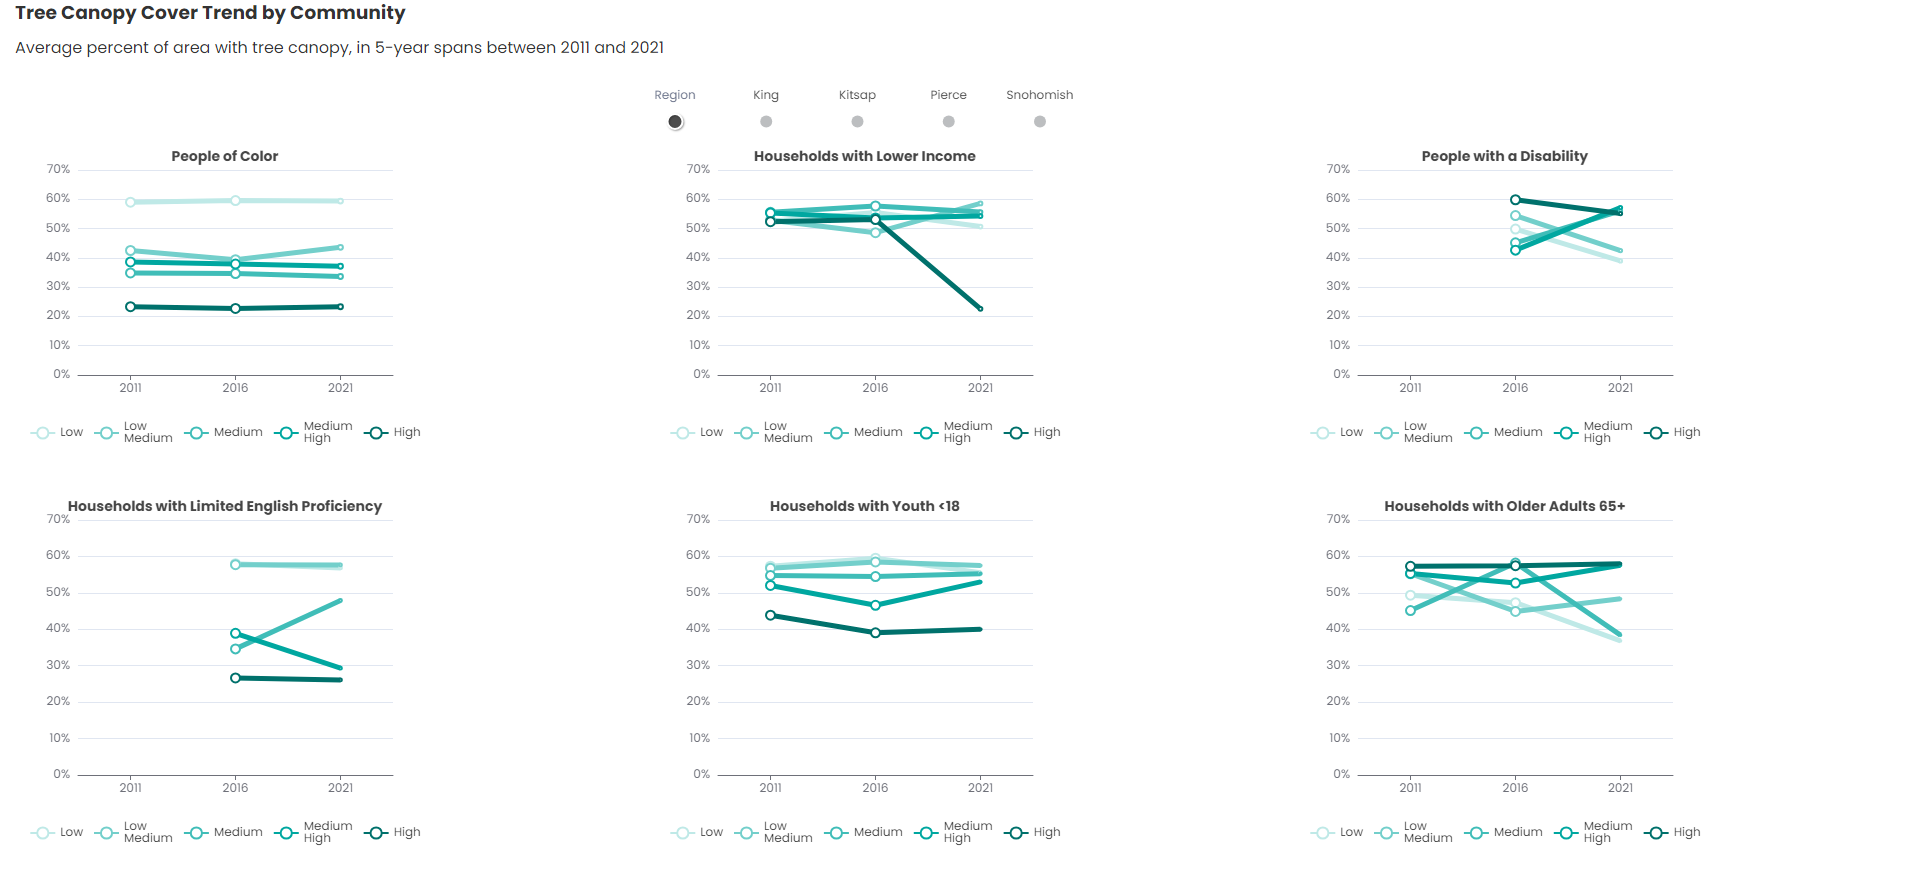 Tree Canopy Cover Trend by Community
Average percent of area with tree canopy, in 5-year spans between 2011 and 2021
Region King Kitsap Pierce Snohomish
People of Color
70%
60%
50%
40%
30%
20%
10%
0%
2011 2016 2021
Low Low Medium Medium Medium High High
Households with Lower Income
70%
60%
50%
40%
30%
20%
10%
0%
2011 2016 2021
Low Low Medium Medium Medium High High
People with a Disability
70%
60%
50%
40%
30%
20%
10%
0%
2011 2016 2021
Low Low Medium Medium Medium High High
Households with Limited English Proficiency
70%
60%
50%
40%
30%
20%
10%
0%
2011 2016 2021
Low Low Medium Medium Medium High High
Households with Youth <18
70%
60%
50%
40%
30%
20%
10%
0%
2011 2016 2021
Low Low Medium Medium Medium High High
Households with Older Adults 65+
70%
60%
50%
40%
30%
20%
10%
0%
2011 2016 2021
Low Low Medium Medium Medium High High